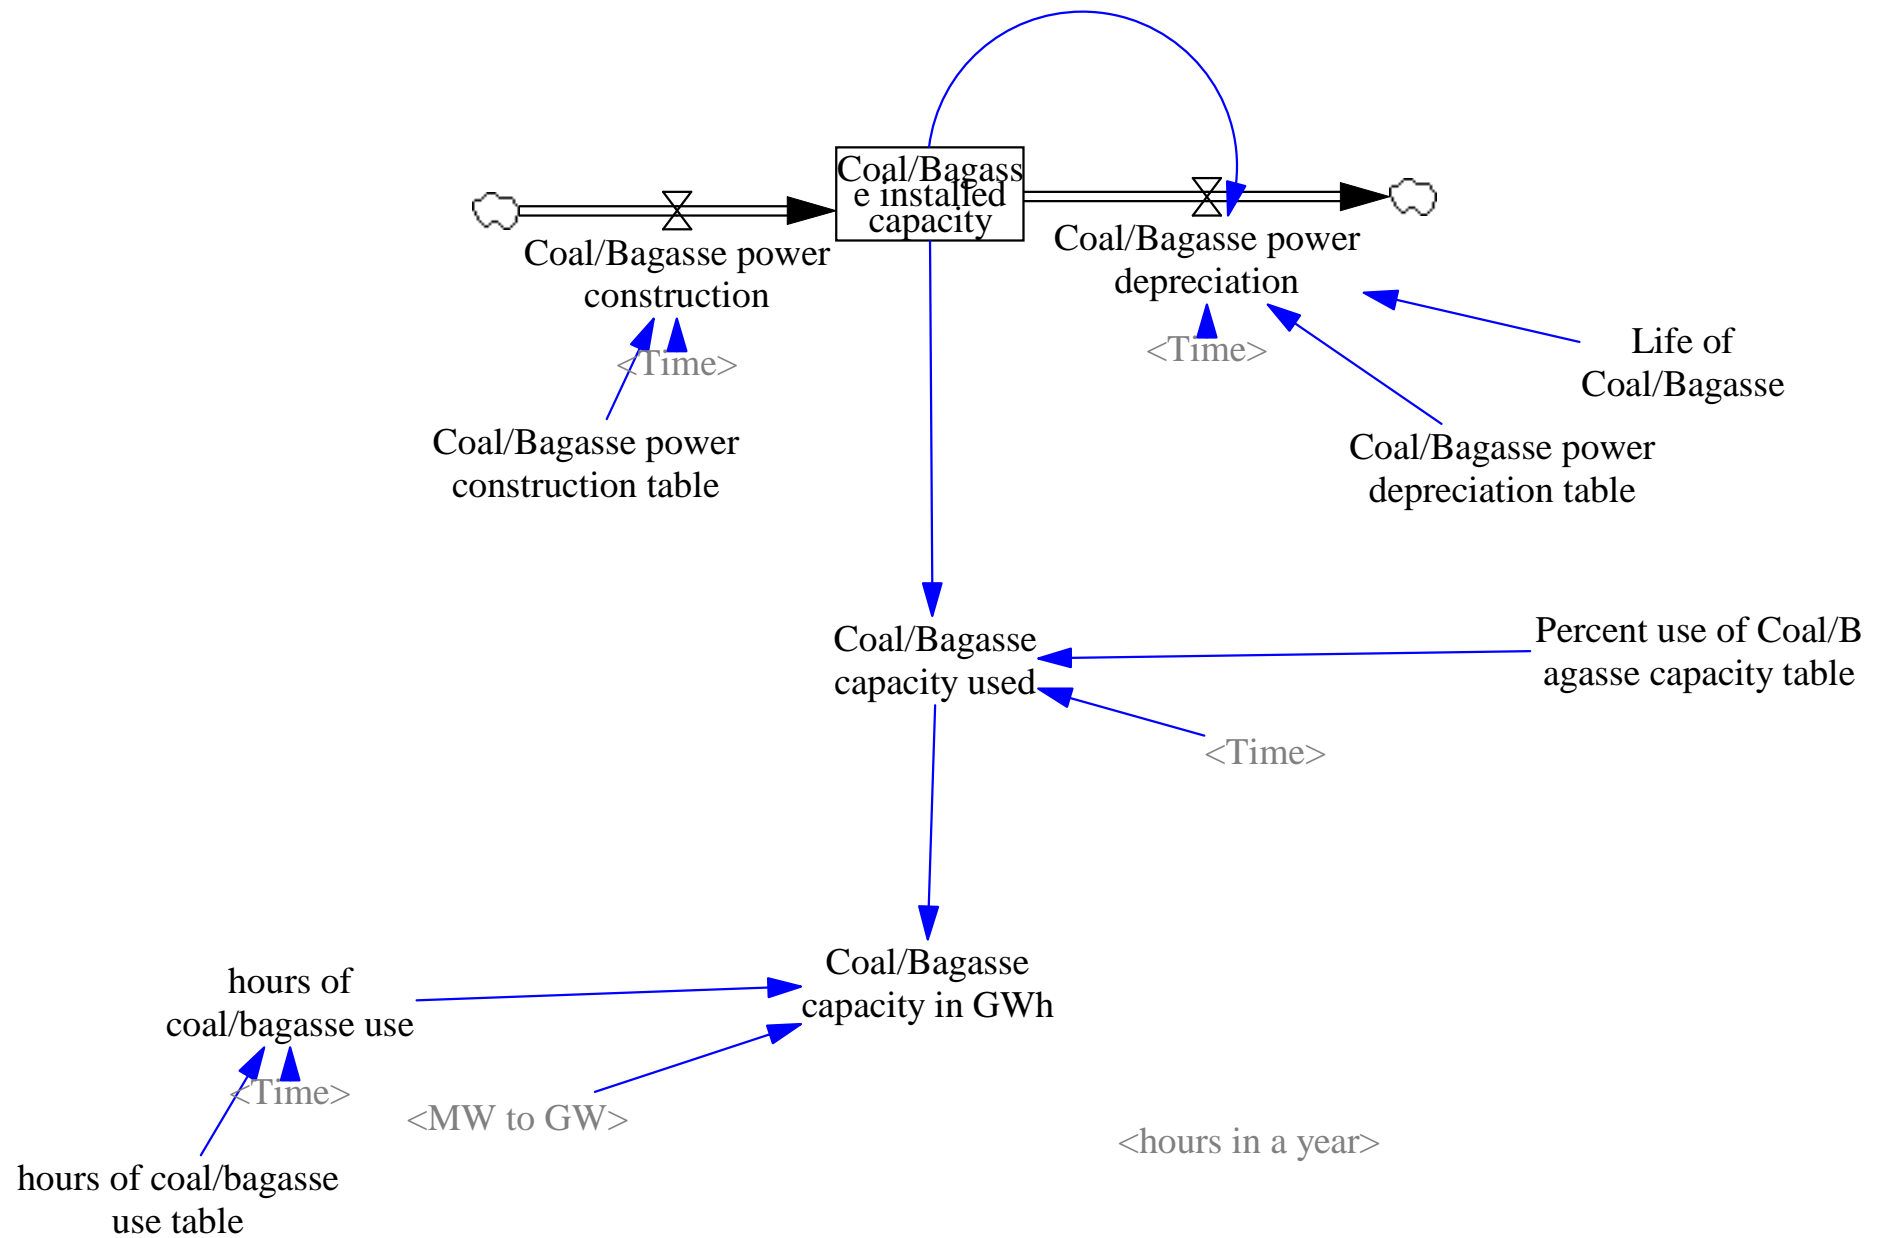 Coal/Bagass
e installed
capacity
Coal/Bagasse power
construction
Coal/Bagasse power
depreciation
<Time>
<Time>
Life of
Coal/Bagasse
Coal/Bagasse power
construction table
Coal/Bagasse power
depreciation table
Coal/Bagasse
capacity used
Percent use of Coal/B
agasse capacity table
<Time>
Coal/Bagasse
capacity in GWh
hours of
coal/bagasse use
<Time>
<MW to GW>
<hours in a year>
hours of coal/bagasse
use table